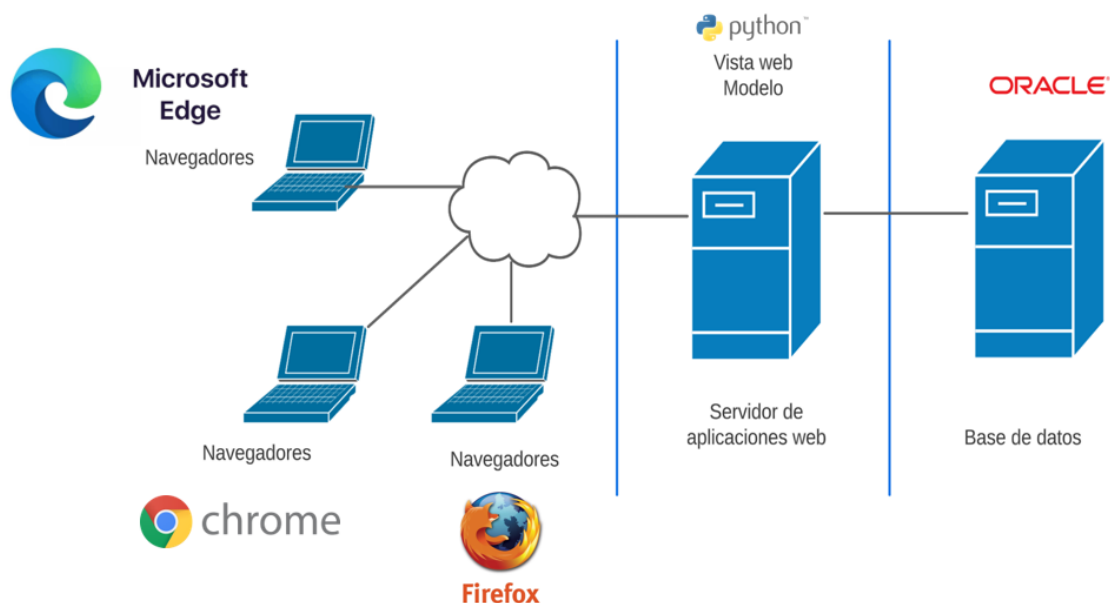 Microsoft
Edge
Navegadores
python™
Vista web
Modelo
ORACLE®
Servidor de
aplicaciones web
Base de datos
Navegadores
Navegadores
chrome
Firefox